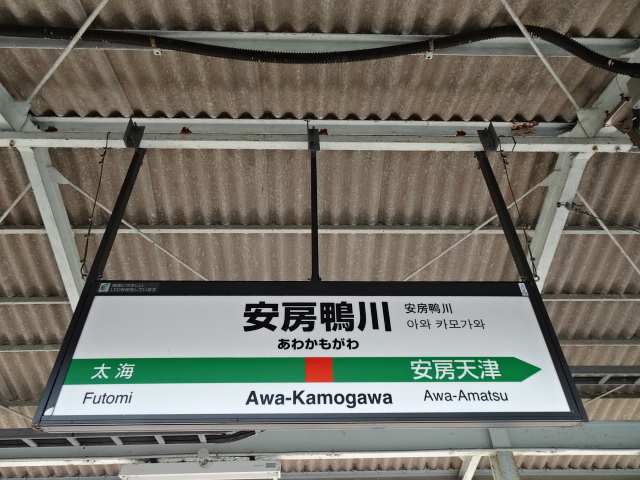 安房鴨川
安房鴨川
아와 카모가와
あわかもがわ
太海
安房天津
Futomi
Awa-Kamogawa
Awa-Amatsu